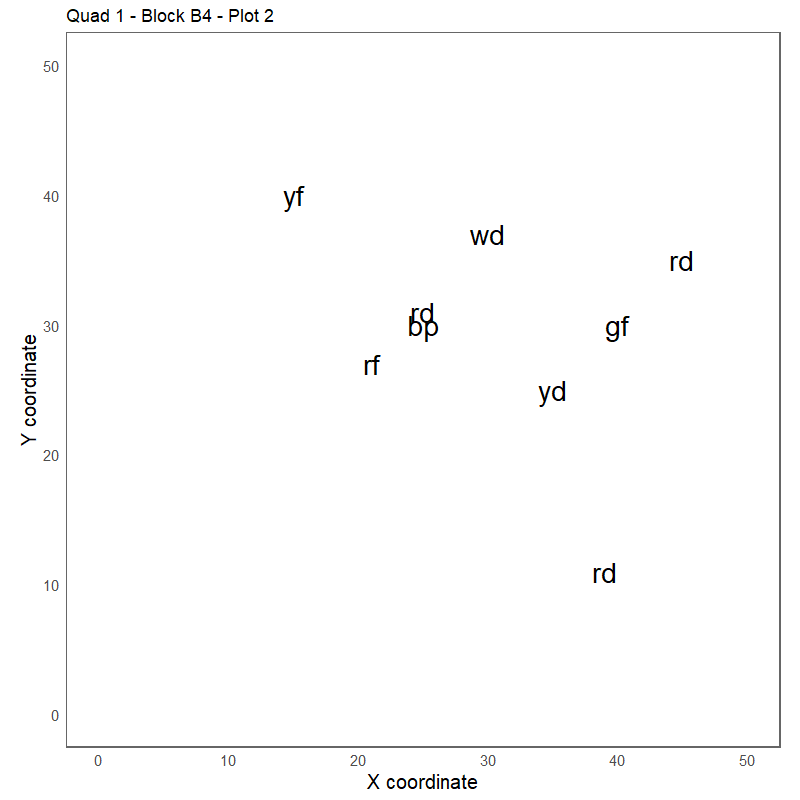 Quad 1 - Block B4 - Plot 2
50
40
30
20
10
0
Y coordinate
yf
wd
rd
rd
bp
gf
rf
yd
rd
0 10 20 30 40 50
X coordinate